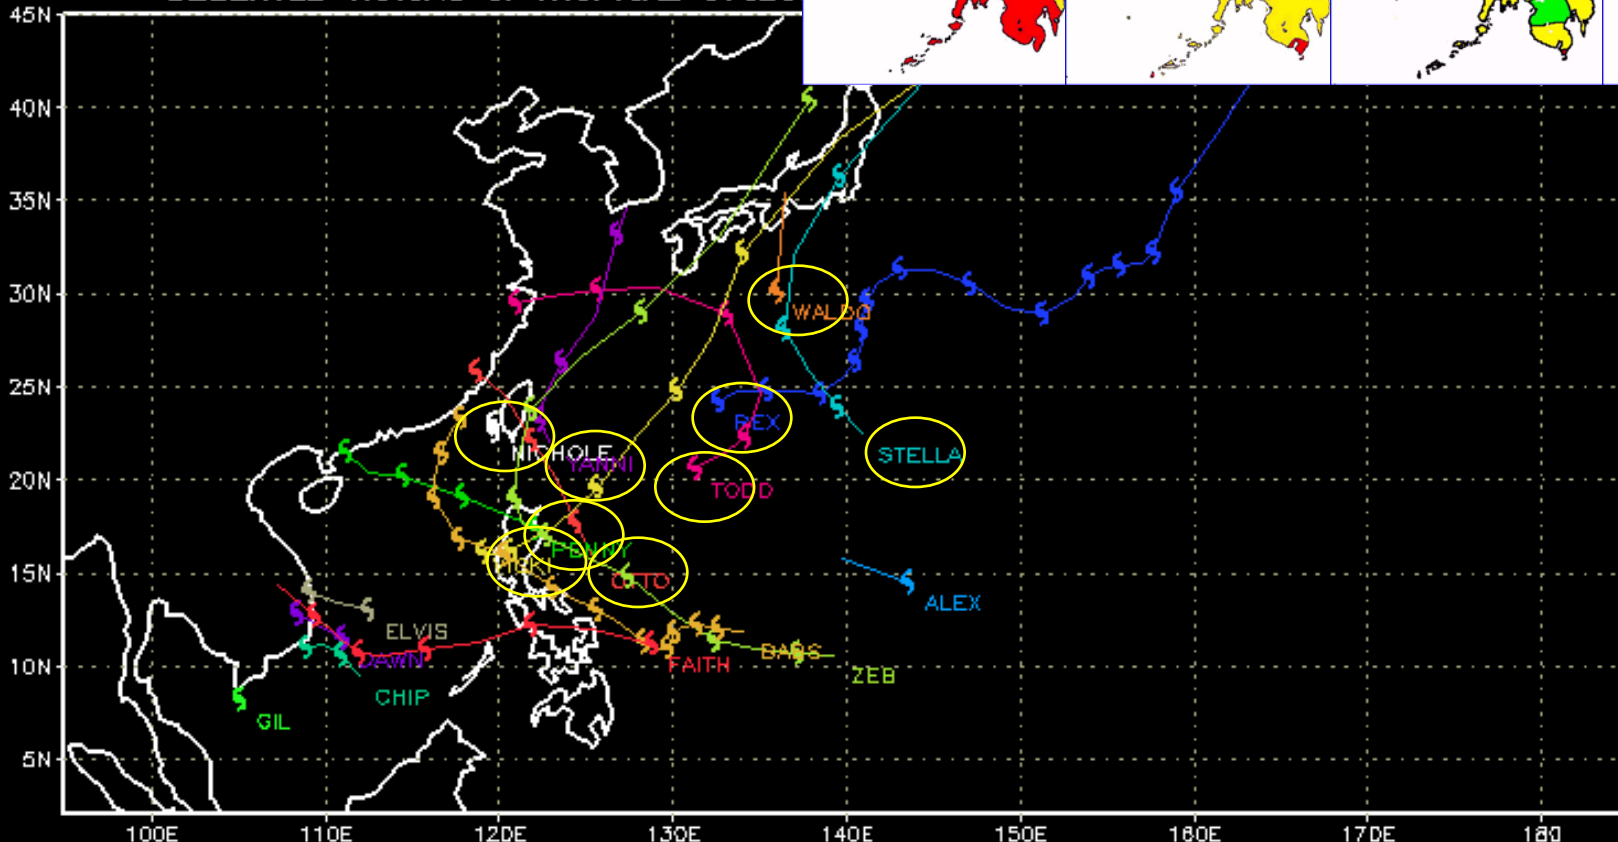 45N
40N
35N
30N
WALDO
25N
REX
NICHOLE
STELLA
YANNI
20N
TODD
PENNY
VICKI
15N
OTTO
ALEX
ELVIS
BABS
DAWN
10N
FAITH
ZEB
CHIP
GIL
5N
100E 110E 120E 130E 140E 150E 160E 170E 180